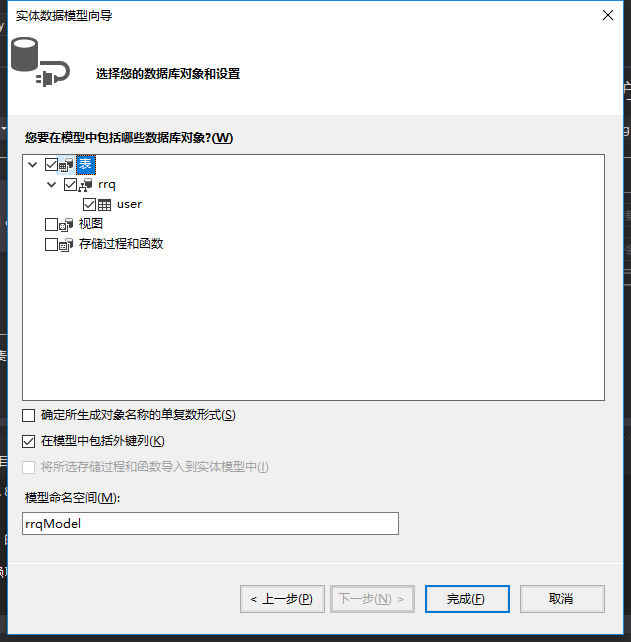 实体数据模型向导
选择您的数据库对象和设置
您要在模型中包括哪些数据库对象?(W)
表
rrq
user
视图
存储过程和函数
确定所生成对象名称的单复数形式(S)
在模型中包括外键列(K)
将所选存储过程和函数导入到实体模型中(I)
模型命名空间(M):
rrqModel
< 上一步(P) 下一步(N) > 完成(F) 取消